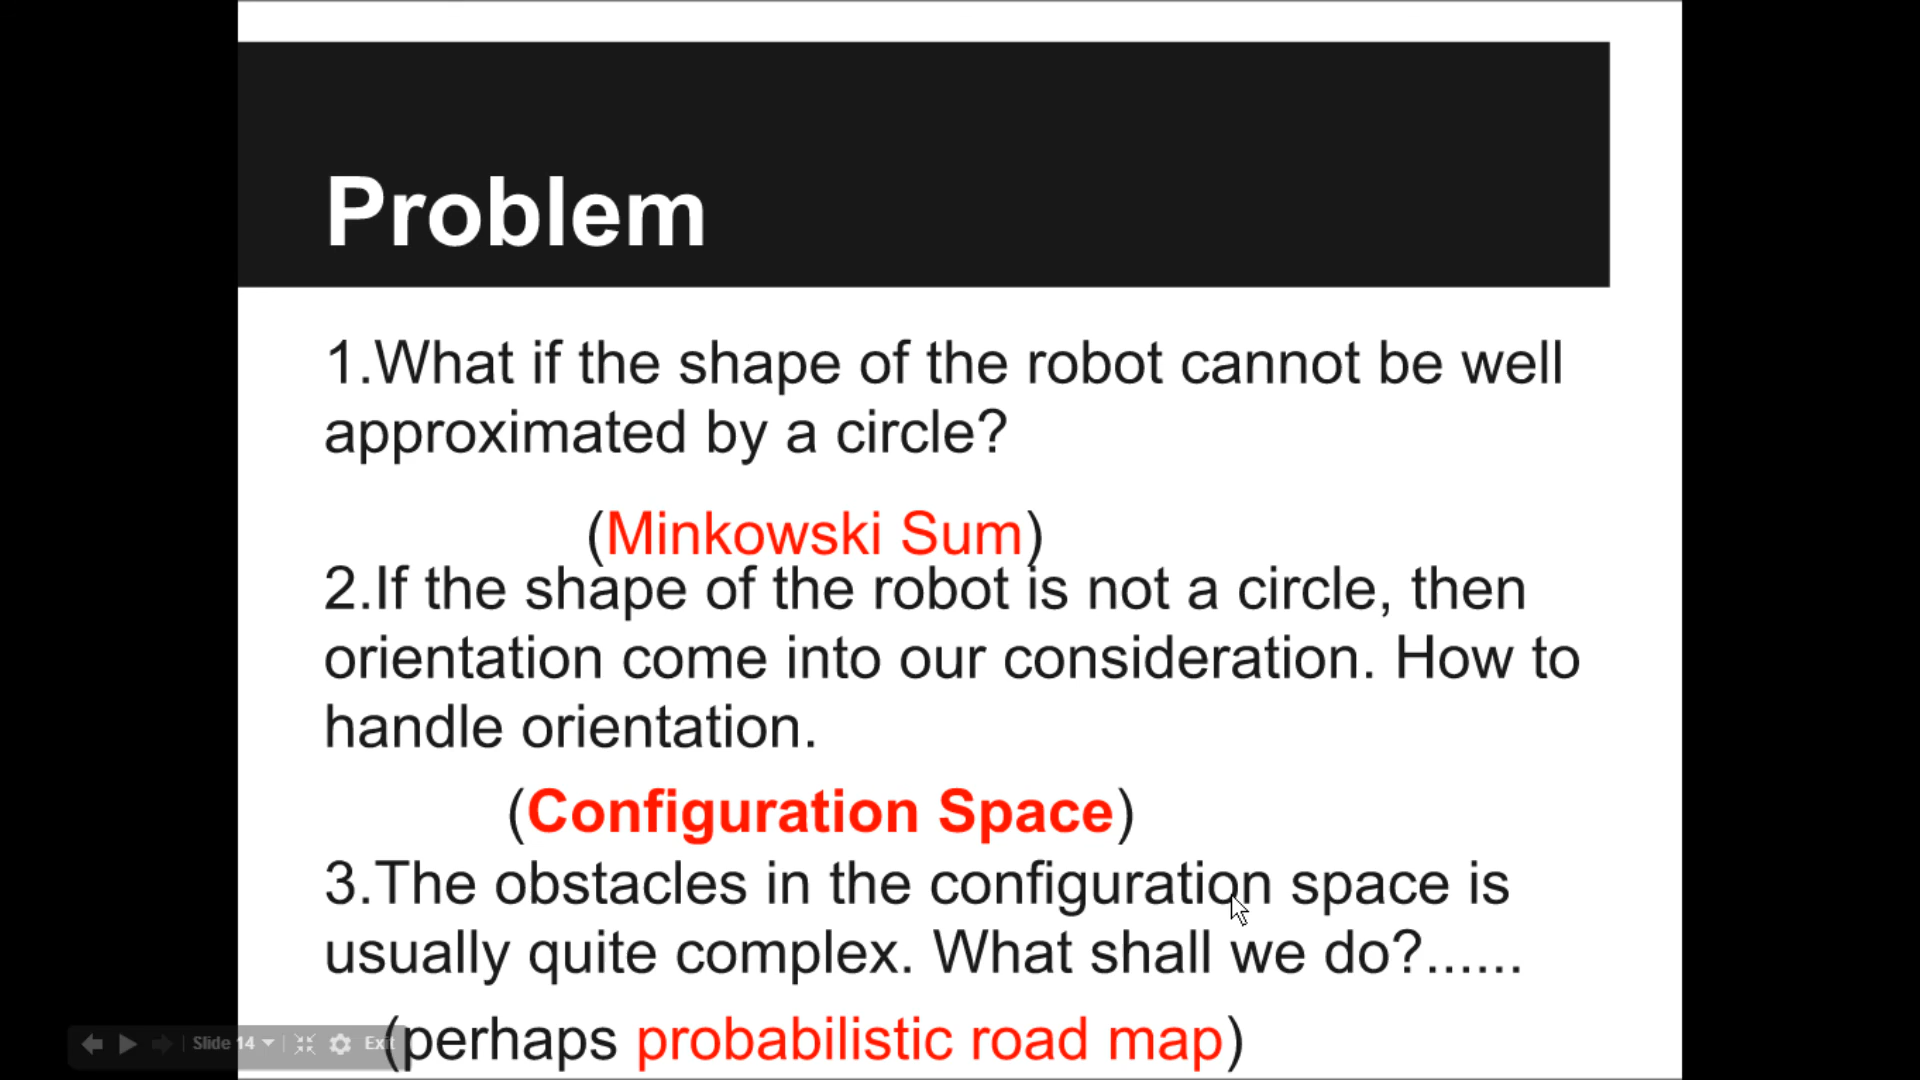 Problem
1.What if the shape of the robot cannot be well
approximated by a circle?
(Minkowski Sum)
2.If the shape of the robot is not a circle, then
orientation come into our consideration. How to
handle orientation.
(Configuration Space)
3.The obstacles in the configuration space is
usually quite complex. What shall we do?......
(perhaps probabilistic road map)
Slide 14 Exit